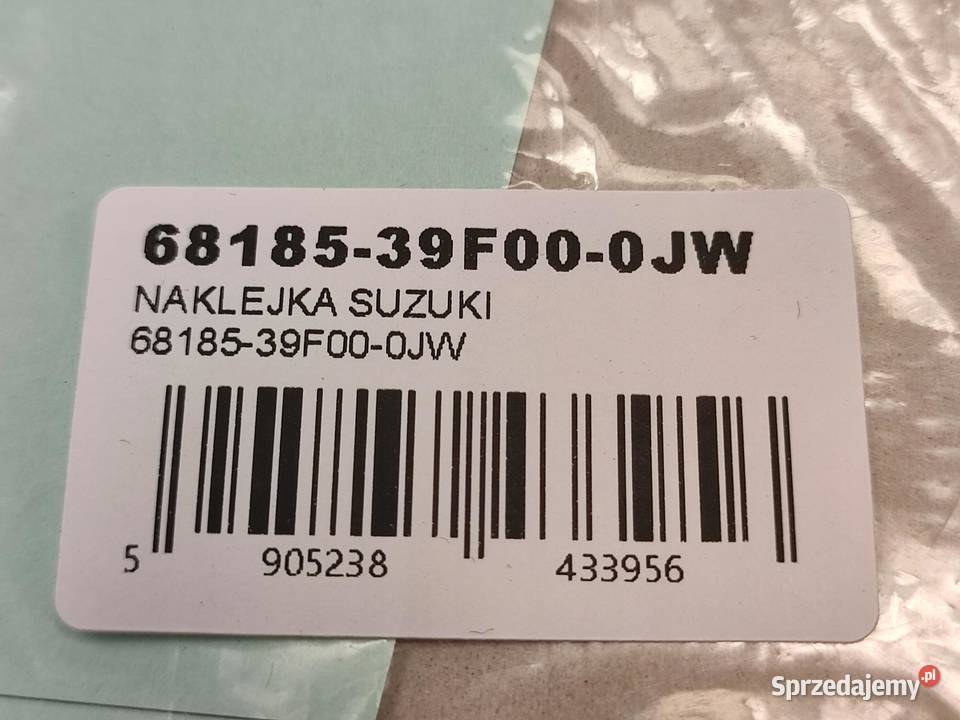 68185-39F00-0JW
NAKLEJKA SUZUKI
68185-39F00-0JW
5 905238 433956
Sprzedajemy.pl